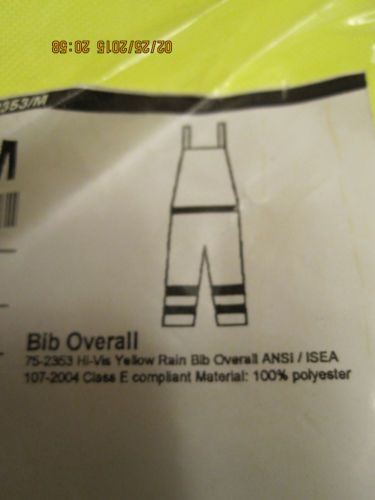 02/25/2015 20:58
2353/M
M
Bib Overall
75-2353 Hi-Vis Yellow Rain Bib Overall ANSI / ISEA
107-2004 Class E compliant Material: 100% polyester